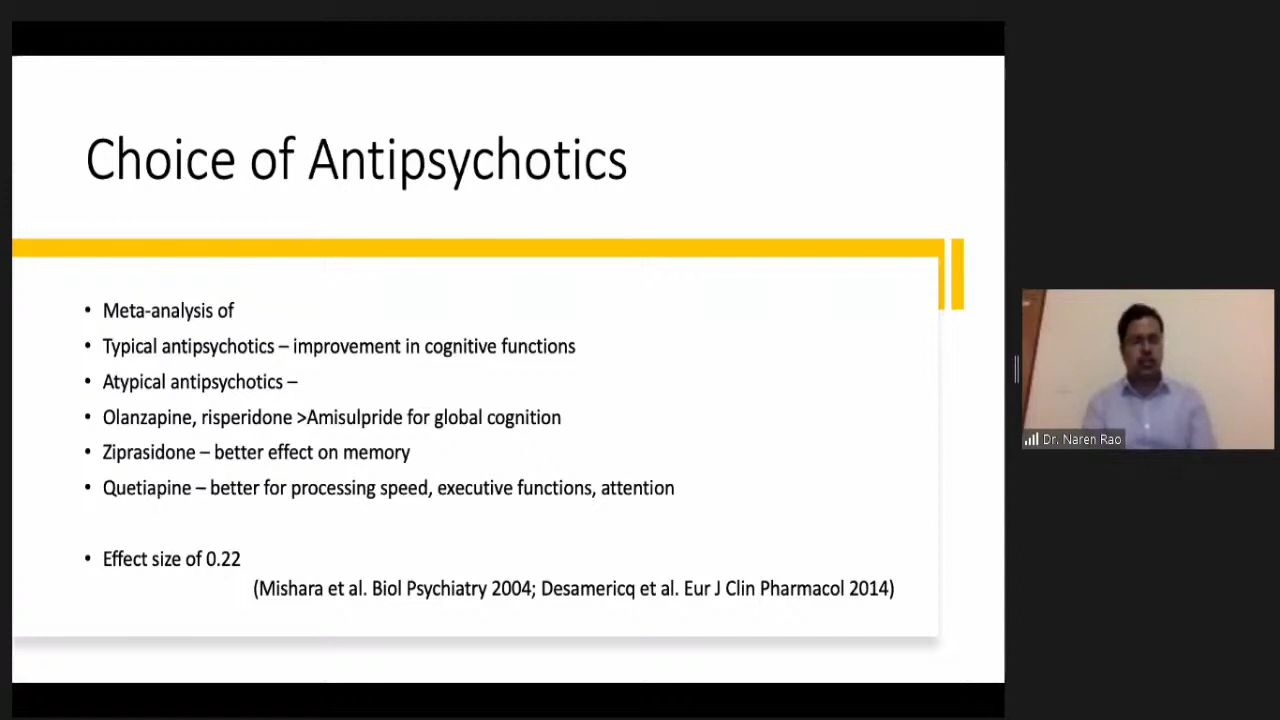 Choice of Antipsychotics
• Meta-analysis of
• Typical antipsychotics – improvement in cognitive functions
• Atypical antipsychotics –
• Olanzapine, risperidone >Amisulpride for global cognition
• Ziprasidone – better effect on memory
• Quetiapine – better for processing speed, executive functions, attention
• Effect size of 0.22
(Mishara et al. Biol Psychiatry 2004; Desamericq et al. Eur J Clin Pharmacol 2014)
Dr. Naren Rao